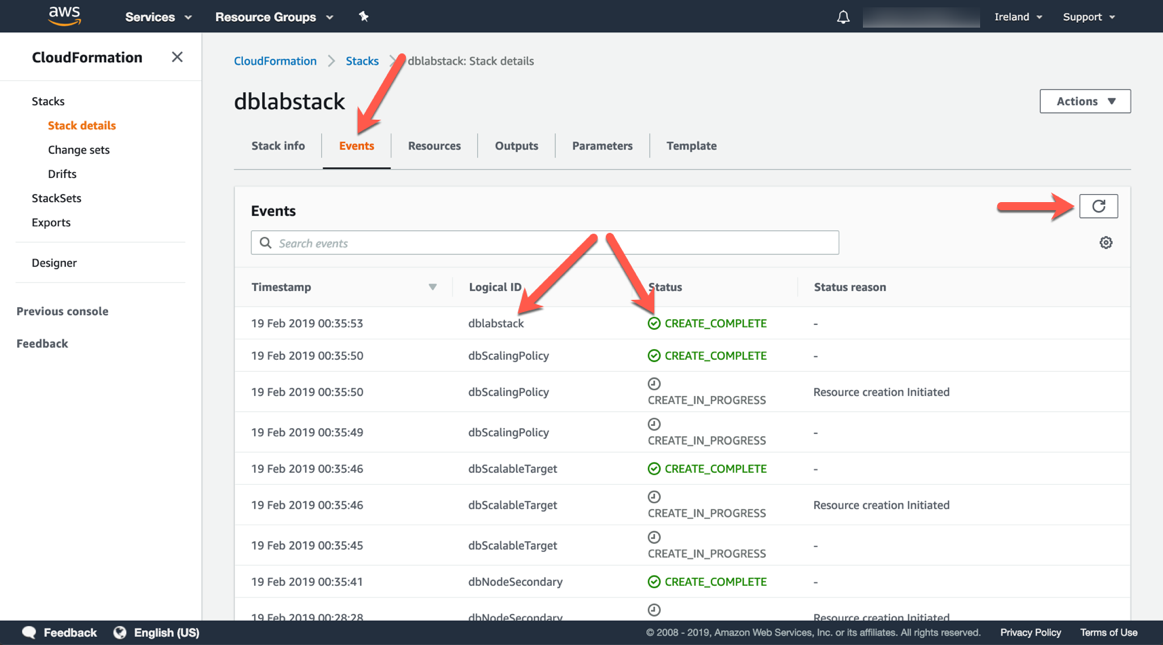 aws Services Resource Groups Ireland Support
CloudFormation
Stacks
Stack details
Change sets
Drifts
StackSets
Exports
Designer
Previous console
Feedback
CloudFormation Stacks dblabstack: Stack details
dblabstack
Actions
Stack info Events Resources Outputs Parameters Template
Events
Search events
Timestamp Logical ID Status Status reason
19 Feb 2019 00:35:53 dblabstack CREATE_COMPLETE -
19 Feb 2019 00:35:50 dbScalingPolicy CREATE_COMPLETE -
19 Feb 2019 00:35:50 dbScalingPolicy CREATE_IN_PROGRESS Resource creation Initiated
19 Feb 2019 00:35:49 dbScalingPolicy CREATE_IN_PROGRESS -
19 Feb 2019 00:35:46 dbScalableTarget CREATE_COMPLETE -
19 Feb 2019 00:35:46 dbScalableTarget CREATE_IN_PROGRESS Resource creation Initiated
19 Feb 2019 00:35:45 dbScalableTarget CREATE_IN_PROGRESS -
19 Feb 2019 00:35:41 dbNodeSecondary CREATE_COMPLETE -
19 Feb 2019 00:28:28 dbNodeSecondary Resource creation Initiated
Feedback English (US) © 2008 - 2019, Amazon Web Services, Inc. or its affiliates. All rights reserved. Privacy Policy Terms of Use